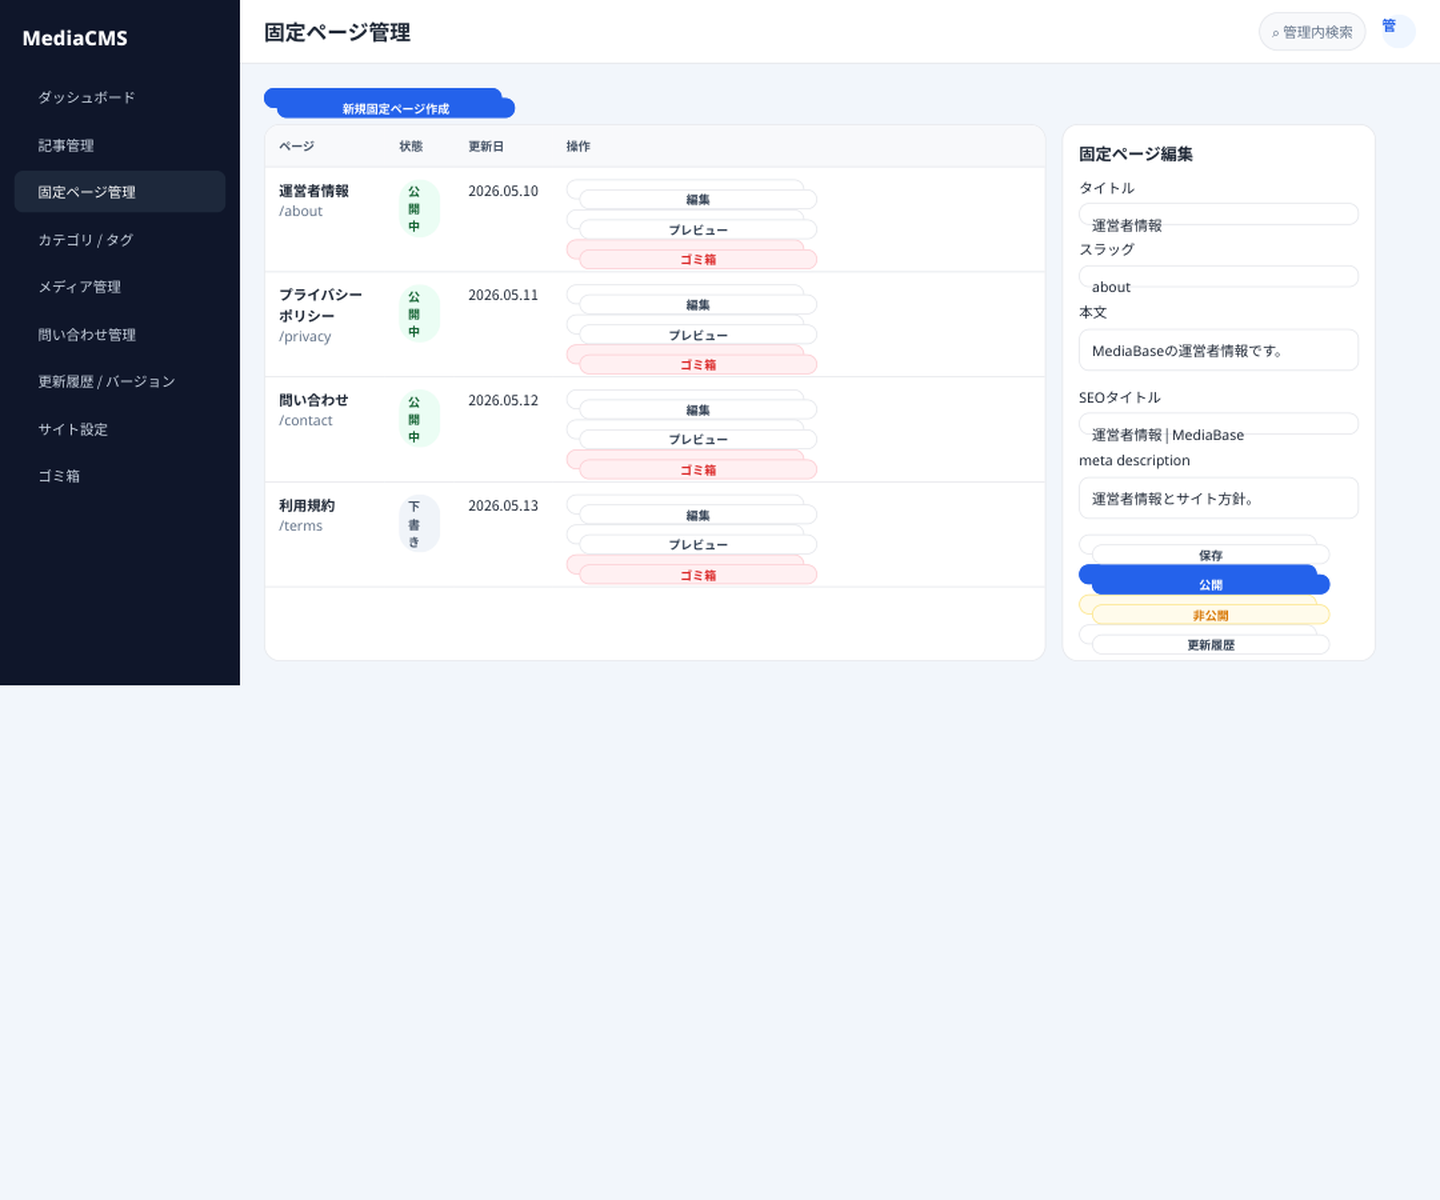 MediaCMS
ダッシュボード
記事管理
固定ページ管理
カテゴリ / タグ
メディア管理
問い合わせ管理
更新履歴 / バージョン
サイト設定
ゴミ箱
固定ページ管理
⌕ 管理内検索
管
新規固定ページ作成
ページ 状態 更新日 操作
運営者情報
/about
公
開
中
2026.05.10
編集
プレビュー
ゴミ箱
プライバシー
ポリシー
/privacy
公
開
中
2026.05.11
編集
プレビュー
ゴミ箱
問い合わせ
/contact
公
開
中
2026.05.12
編集
プレビュー
ゴミ箱
利用規約
/terms
下
書
き
2026.05.13
編集
プレビュー
ゴミ箱
固定ページ編集
タイトル
運営者情報
スラッグ
about
本文
MediaBaseの運営者情報です。
SEOタイトル
運営者情報 | MediaBase
meta description
運営者情報とサイト方針。
保存
公開
非公開
更新履歴